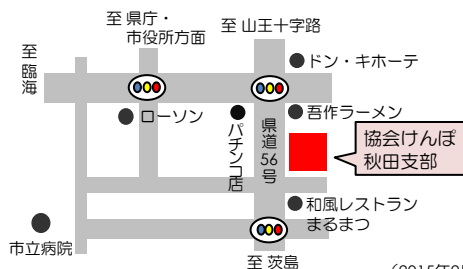 至 県庁・
市役所方面
至 山王十字路
至臨海
ドン・キホーテ
ローソン
パチンコ店
県道56号
吾作ラーメン
協会けんぽ
秋田支部
和風レストラン
まるまつ
市立病院
至 茨島